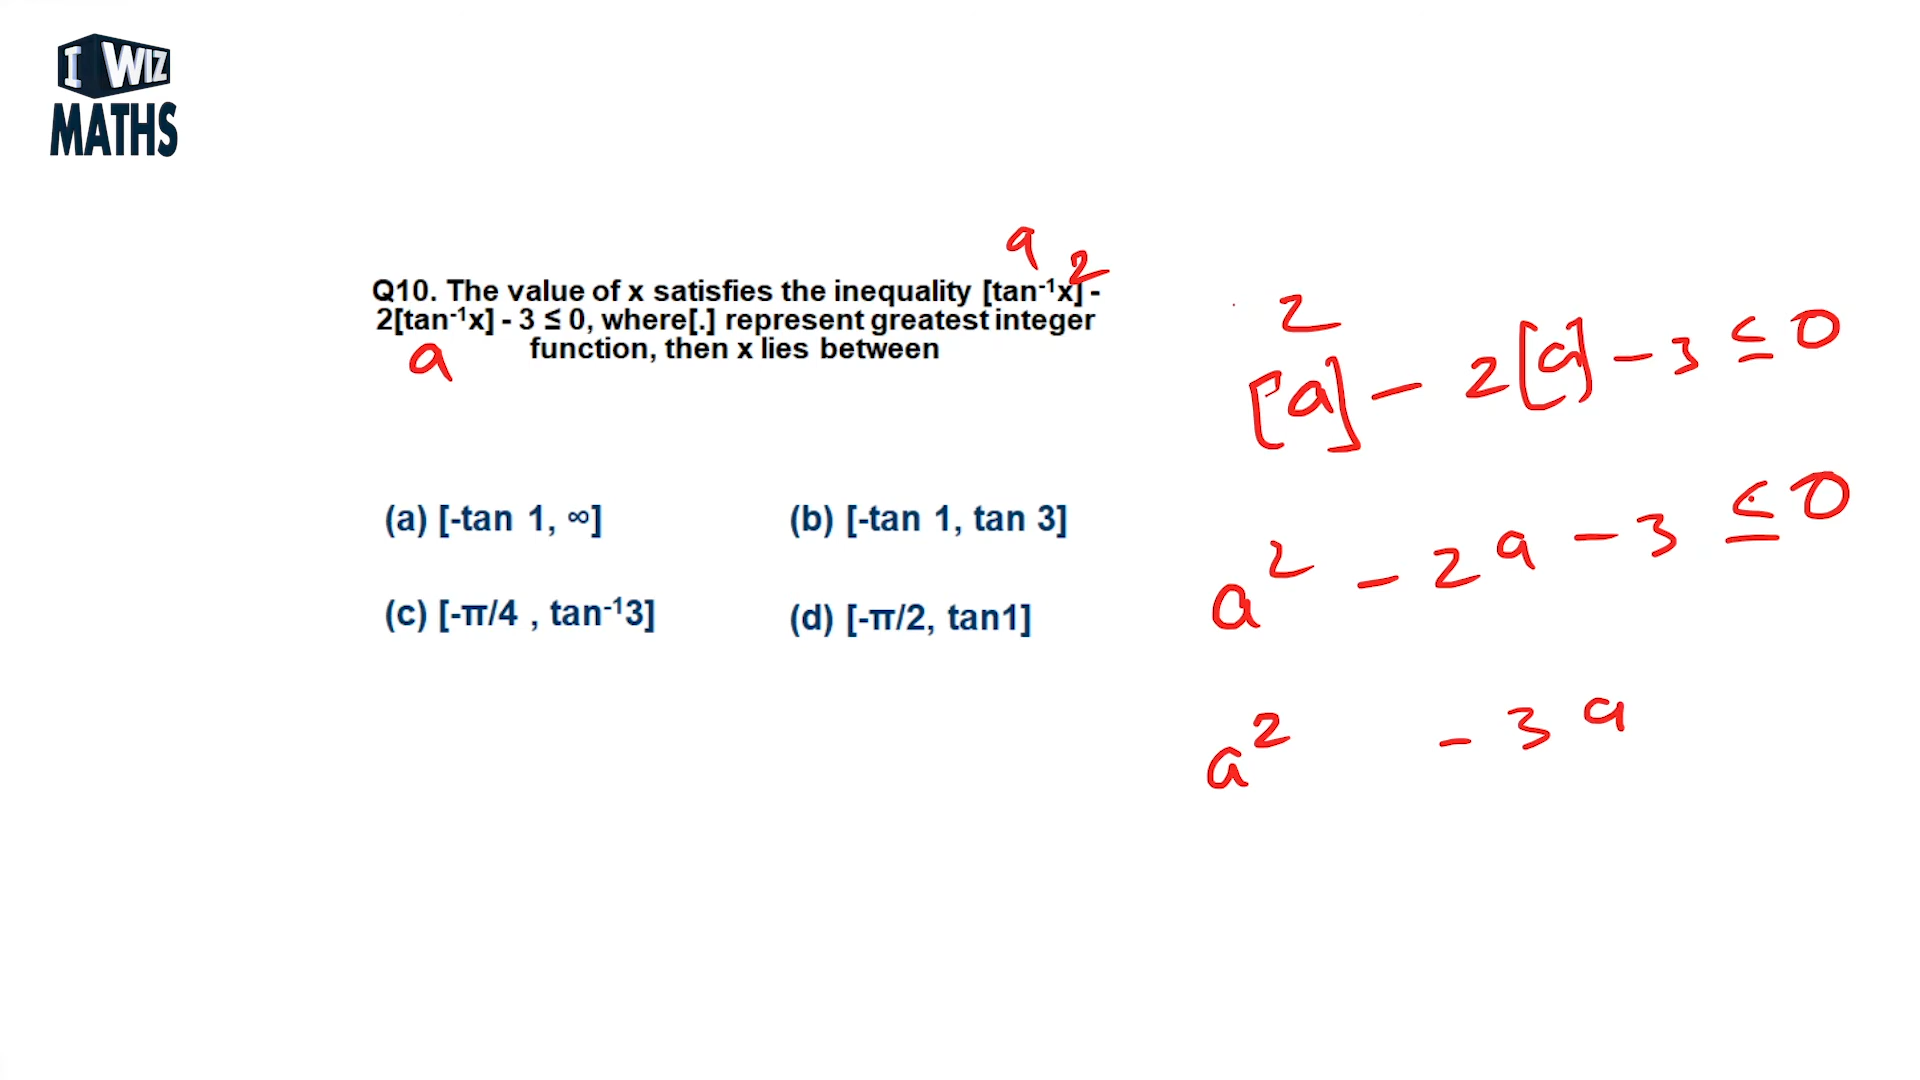 I WIZ
MATHS
a 2
Q10. The value of x satisfies the inequality [tan⁻¹x] -
2[tan⁻¹x] - 3 ≤ 0, where[.] represent greatest integer
function, then x lies between
a
(a) [-tan 1, ∞]
(b) [-tan 1, tan 3]
(c) [-π/4 , tan⁻¹3]
(d) [-π/2, tan1]
[a]² - 2[a] - 3 ≤ 0
a² - 2a - 3 ≤ 0
a² - 3a